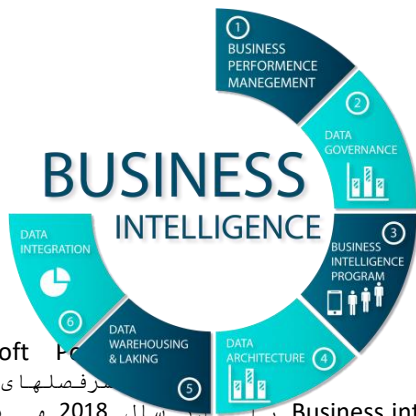 1
BUSINESS
PERFORMENCE
MANEGEMENT
2
DATA
GOVERNANCE
BUSINESS
INTELLIGENCE
3
BUSINESS
INTELLIGENCE
PROGRAM
DATA
INTEGRATION
6
DATA
WAREHOUSING
& LAKING
5
DATA
ARCHITECTURE
4
سرفصلهای
Business int
2018